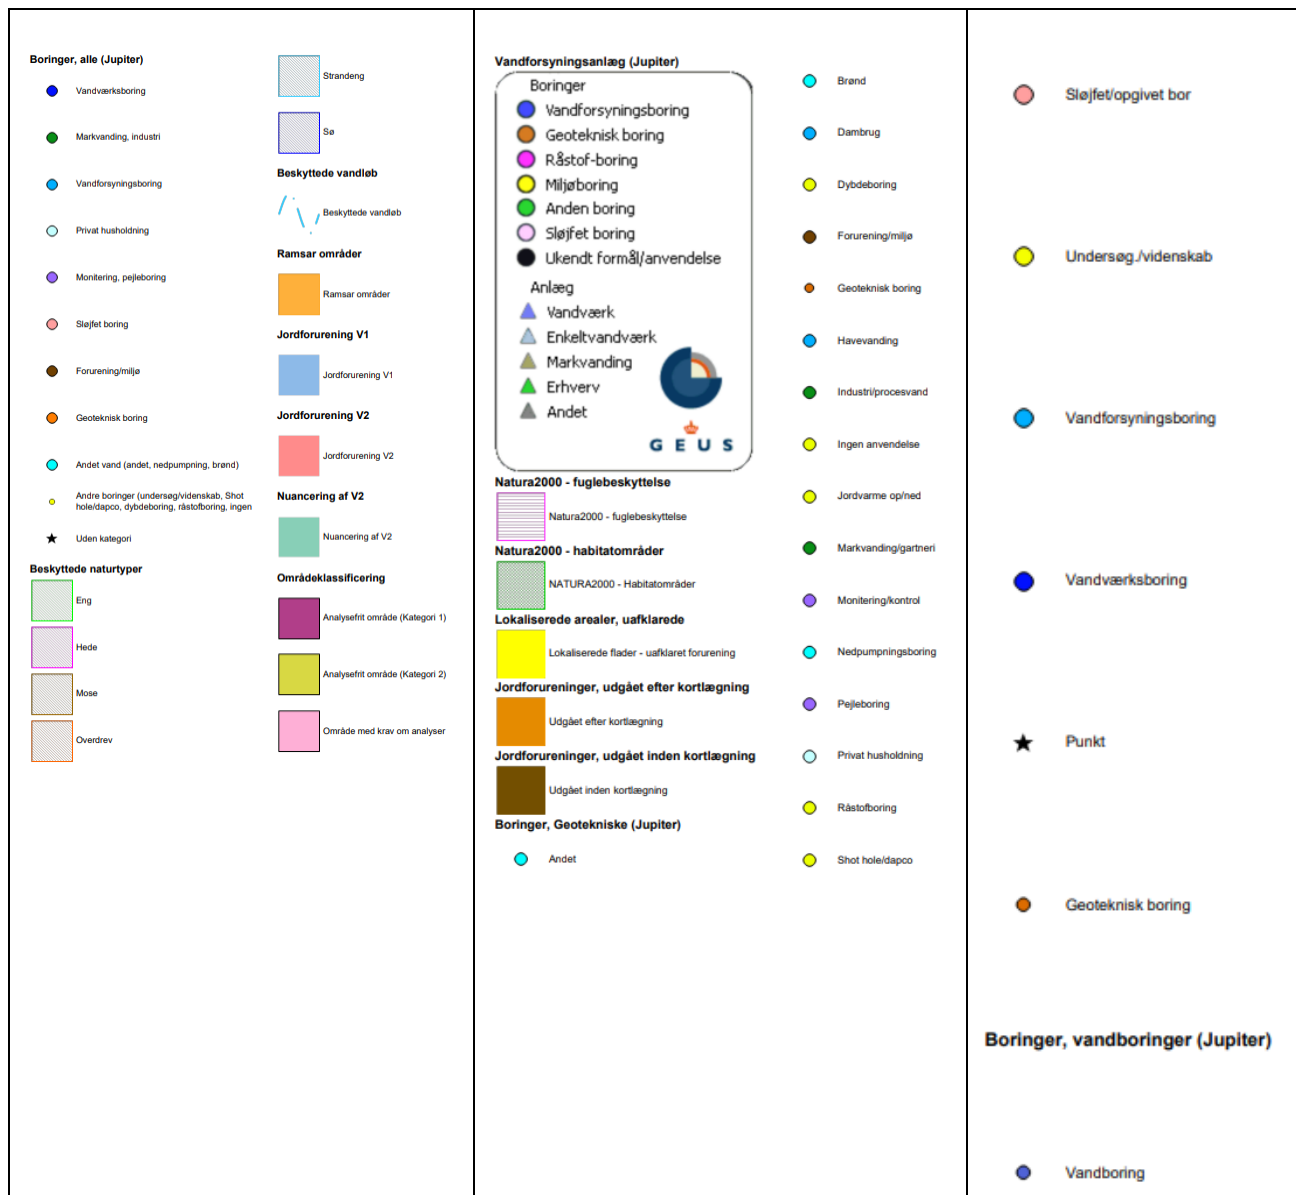 Boringer, alle (Jupiter)
Vandværksboring
Markvanding, industri
Vandforsyningsboring
Privat husholdning
Monitering, pejleboring
Sløjfet boring
Forurening/miljø
Geoteknisk boring
Andet vand (andet, nedpumpning, brønd)
Andre boringer (undersøg/videnskab, Shot
hole/dapco, dybdeboring, råstofboring, ingen
Uden kategori
Beskyttede naturtyper
Eng
Hede
Mose
Overdrev
Strandeng
Sø
Beskyttede vandløb
Beskyttede vandløb
Ramsar områder
Ramsar områder
Jordforurening V1
Jordforurening V1
Jordforurening V2
Jordforurening V2
Nuancering af V2
Nuancering af V2
Områdeklassificering
Analysefrit område (Kategori 1)
Analysefrit område (Kategori 2)
Område med krav om analyser
Vandforsyningsanlæg (Jupiter)
Boringer
Vandforsyningsboring
Geoteknisk boring
Råstof-boring
Miljøboring
Anden boring
Sløjfet boring
Ukendt formål/anvendelse
Anlæg
Vandværk
Enkeltvandværk
Markvanding
Erhverv
Andet
G E U S
Natura2000 - fuglebeskyttelse
Natura2000 - fuglebeskyttelse
Natura2000 - habitatområder
NATURA2000 - Habitatområder
Lokaliserede arealer, uafklarede
Lokaliserede flader - uafklaret forurening
Jordforureninger, udgået efter kortlægning
Udgået efter kortlægning
Jordforureninger, udgået inden kortlægning
Udgået inden kortlægning
Boringer, Geotekniske (Jupiter)
Andet
Brønd
Dambrug
Dybdeboring
Forurening/miljø
Geoteknisk boring
Havevanding
Industri/procesvand
Ingen anvendelse
Jordvarme op/ned
Markvanding/gartneri
Monitering/kontrol
Nedpumpningsboring
Pejleboring
Privat husholdning
Råstofboring
Shot hole/dapco
Sløjfet/opgivet bor
Undersøg./videnskab
Vandforsyningsboring
Vandværksboring
Punkt
Geoteknisk boring
Boringer, vandboringer (Jupiter)
Vandboring